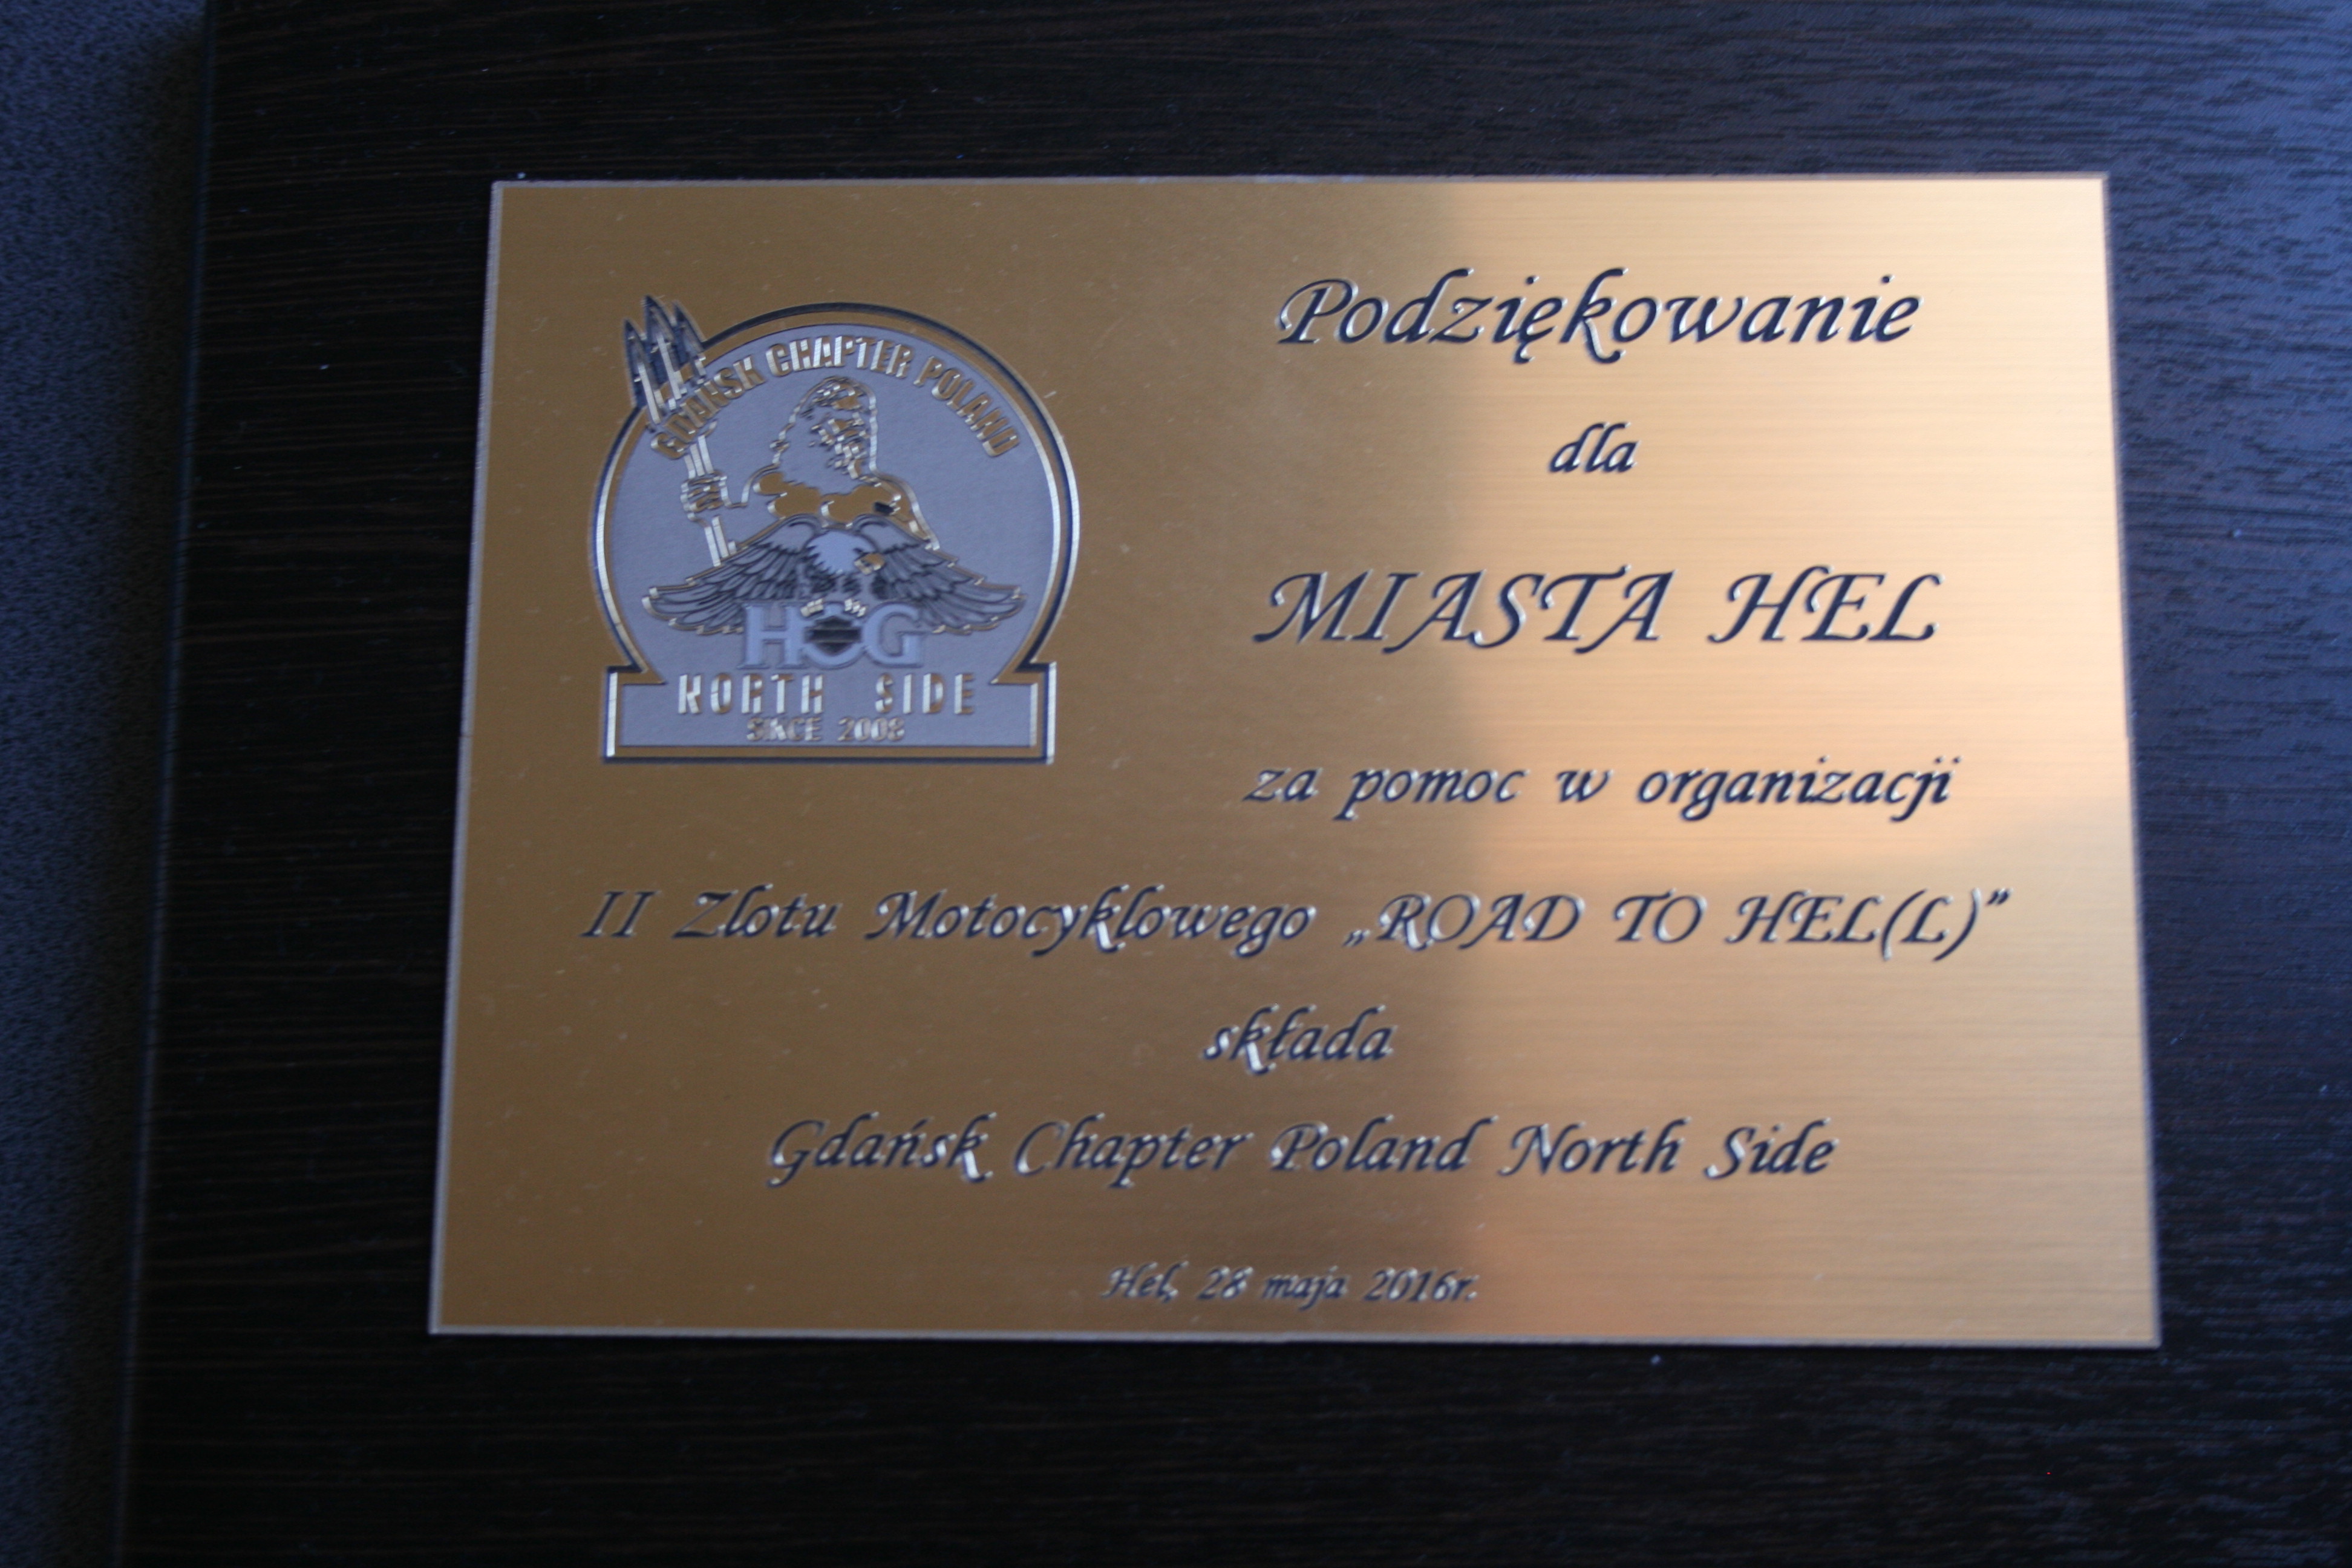 GDAŃSK CHAPTER POLAND
HOG
NORTH SIDE
SINCE 2008
Podziękowanie
dla
MIASTA HEL
za pomoc w organizacji
II Zlotu Motocyklowego „ROAD TO HEL(L)”
składa
Gdańsk Chapter Poland North Side
Hel, 28 maja 2016r.